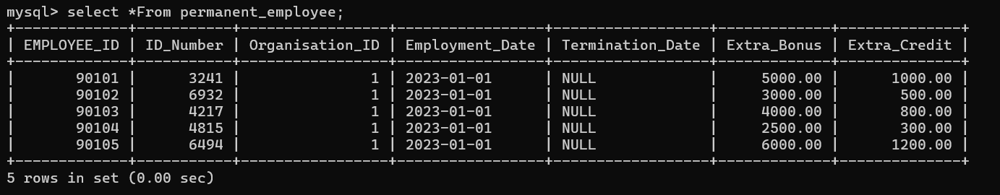 mysql> select *From permanent_employee;
+-------------+-----------+-----------------+-----------------+------------------+-------------+--------------+
| EMPLOYEE_ID | ID_Number | Organisation_ID | Employment_Date | Termination_Date | Extra_Bonus | Extra_Credit |
+-------------+-----------+-----------------+-----------------+------------------+-------------+--------------+
|       90101 |      3241 |               1 | 2023-01-01      | NULL             |     5000.00 |      1000.00 |
|       90102 |      6932 |               1 | 2023-01-01      | NULL             |     3000.00 |       500.00 |
|       90103 |      4217 |               1 | 2023-01-01      | NULL             |     4000.00 |       800.00 |
|       90104 |      4815 |               1 | 2023-01-01      | NULL             |     2500.00 |       300.00 |
|       90105 |      6494 |               1 | 2023-01-01      | NULL             |     6000.00 |      1200.00 |
+-------------+-----------+-----------------+-----------------+------------------+-------------+--------------+
5 rows in set (0.00 sec)